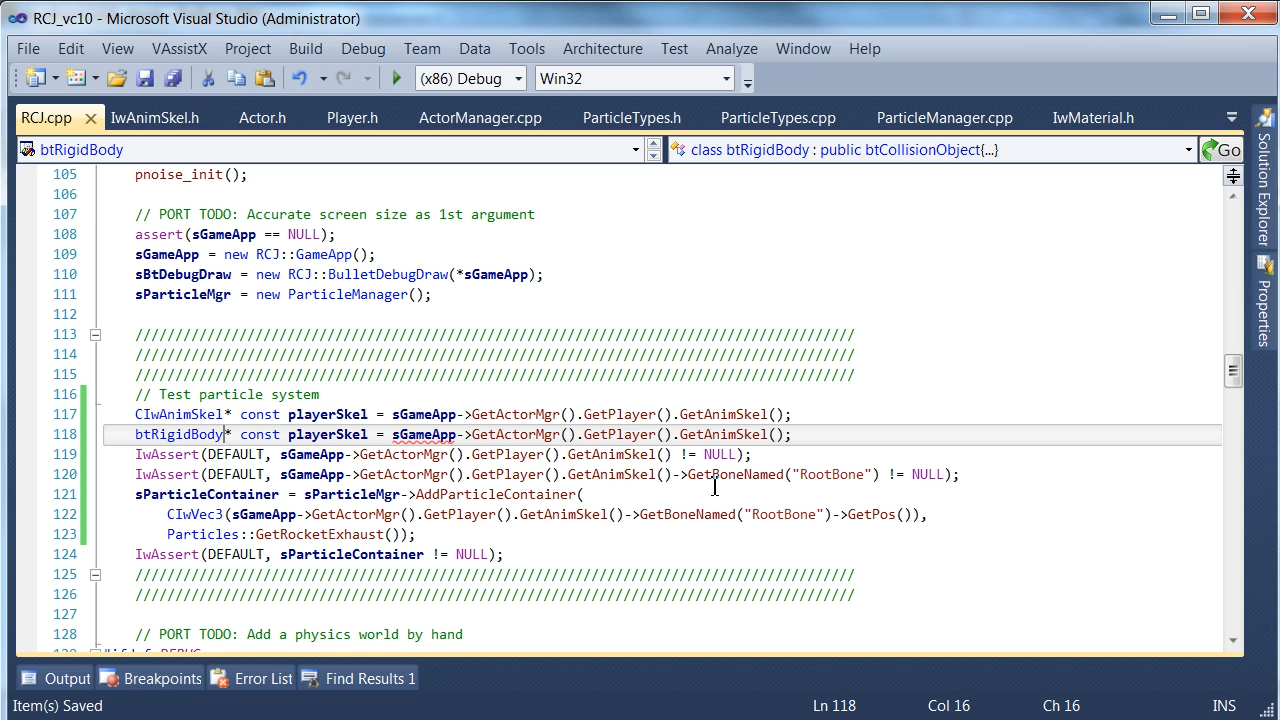 RCJ_vc10 - Microsoft Visual Studio (Administrator)
File Edit View VAssistX Project Build Debug Team Data Tools Architecture Test Analyze Window Help
(x86) Debug Win32
RCJ.cpp IwAnimSkel.h Actor.h Player.h ActorManager.cpp ParticleTypes.h ParticleTypes.cpp ParticleManager.cpp IwMaterial.h
btRigidBody class btRigidBody : public btCollisionObject{...} Go
105 pnoise_init();
106
107 // PORT TODO: Accurate screen size as 1st argument
108 assert(sGameApp == NULL);
109 sGameApp = new RCJ::GameApp();
110 sBtDebugDraw = new RCJ::BulletDebugDraw(*sGameApp);
111 sParticleMgr = new ParticleManager();
112
113 //////////////////////////////////////////////////////////////////////////////////////////
114 //////////////////////////////////////////////////////////////////////////////////////////
115 //////////////////////////////////////////////////////////////////////////////////////////
116 // Test particle system
117 CIwAnimSkel* const playerSkel = sGameApp->GetActorMgr().GetPlayer().GetAnimSkel();
118 btRigidBody* const playerSkel = sGameApp->GetActorMgr().GetPlayer().GetAnimSkel();
119 IwAssert(DEFAULT, sGameApp->GetActorMgr().GetPlayer().GetAnimSkel() != NULL);
120 IwAssert(DEFAULT, sGameApp->GetActorMgr().GetPlayer().GetAnimSkel()->GetBoneNamed("RootBone") != NULL);
121 sParticleContainer = sParticleMgr->AddParticleContainer(
122 CIwVec3(sGameApp->GetActorMgr().GetPlayer().GetAnimSkel()->GetBoneNamed("RootBone")->GetPos()),
123 Particles::GetRocketExhaust());
124 IwAssert(DEFAULT, sParticleContainer != NULL);
125 //////////////////////////////////////////////////////////////////////////////////////////
126 //////////////////////////////////////////////////////////////////////////////////////////
127
128 // PORT TODO: Add a physics world by hand
Solution Explorer
Properties
Output Breakpoints Error List Find Results 1
Item(s) Saved Ln 118 Col 16 Ch 16 INS